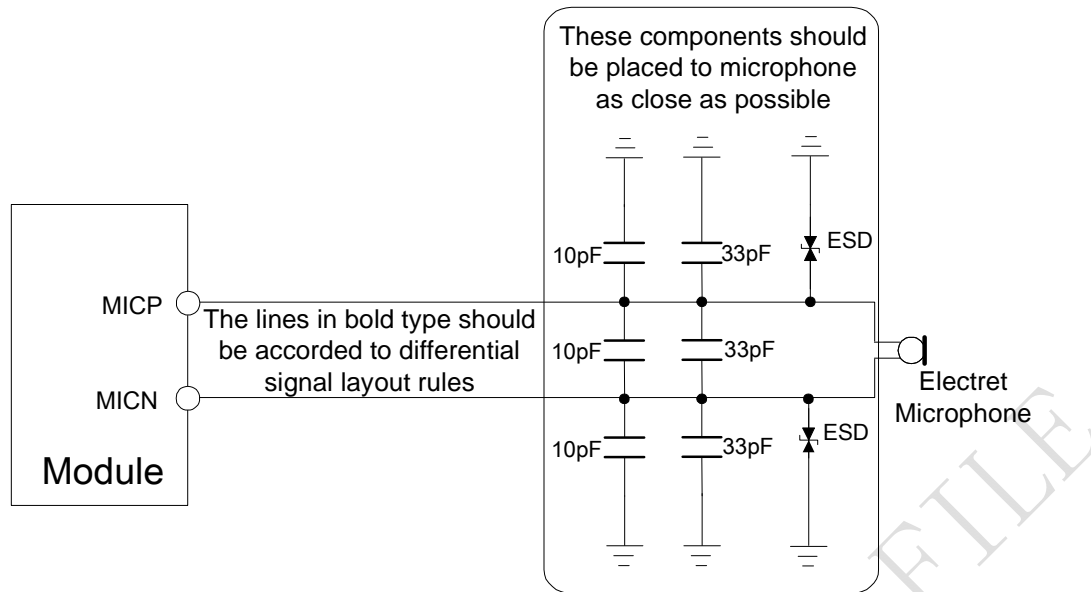 These components should
be placed to microphone
as close as possible
10pF
33pF
ESD
MICP
The lines in bold type should
be accorded to differential
signal layout rules
10pF
33pF
MICN
Electret
Microphone
10pF
33pF
ESD
Module
FILE